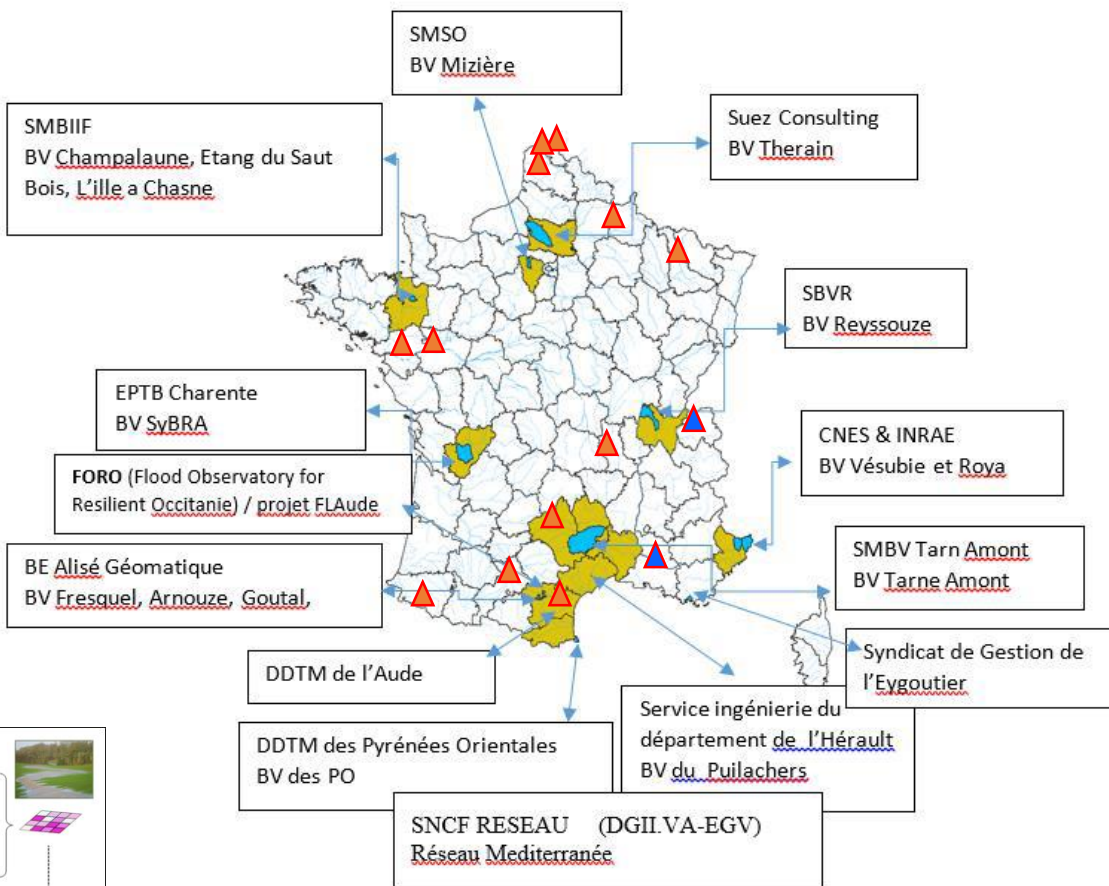 SMSO
BV Mizière
SMBIIF
BV Champalaune, Etang du Saut
Bois, L'ille a Chasne
Suez Consulting
BV Therain
SBVR
BV Reyssouze
EPTB Charente
BV SyBRA
CNES & INRAE
BV Vésubie et Roya
FORO (Flood Observatory for
Resilient Occitanie) / projet FLAude
BE Alisé Géomatique
BV Fresquel, Arnouze, Goutal,
SMBV Tarn Amont
BV Tarne Amont
Syndicat de Gestion de
l'Eygoutier
DDTM de l'Aude
Service ingénierie du
département de l'Hérault
BV du Puilachers
DDTM des Pyrénées Orientales
BV des PO
SNCF RESEAU (DGII.VA-EGV)
Réseau Mediterranée